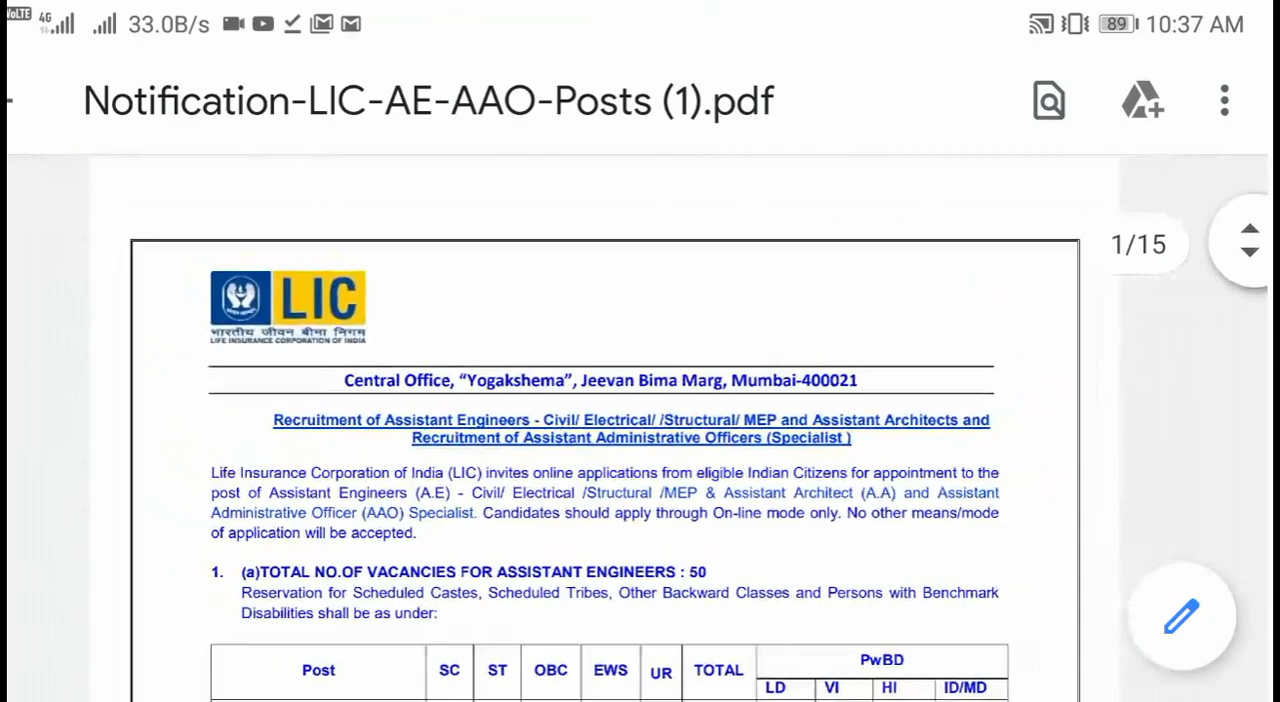 VoLTE 4G 33.0B/s 89 10:37 AM
Notification-LIC-AE-AAO-Posts (1).pdf
1/15
LIC
भारतीय जीवन बीमा निगम
LIFE INSURANCE CORPORATION OF INDIA
Central Office, “Yogakshema”, Jeevan Bima Marg, Mumbai-400021
Recruitment of Assistant Engineers - Civil/ Electrical/ /Structural/ MEP and Assistant Architects and
Recruitment of Assistant Administrative Officers (Specialist )
Life Insurance Corporation of India (LIC) invites online applications from eligible Indian Citizens for appointment to the
post of Assistant Engineers (A.E) - Civil/ Electrical /Structural /MEP & Assistant Architect (A.A) and Assistant
Administrative Officer (AAO) Specialist. Candidates should apply through On-line mode only. No other means/mode
of application will be accepted.
1. (a)TOTAL NO.OF VACANCIES FOR ASSISTANT ENGINEERS : 50
Reservation for Scheduled Castes, Scheduled Tribes, Other Backward Classes and Persons with Benchmark
Disabilities shall be as under:
Post SC ST OBC EWS UR TOTAL PwBD
LD VI HI ID/MD